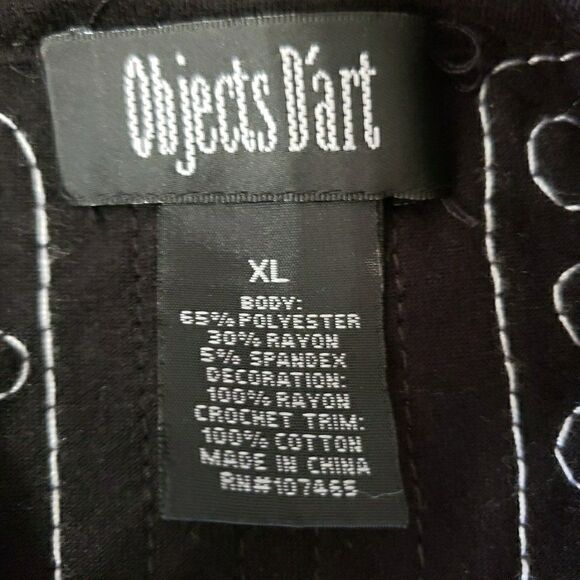 Objects D'art
XL
BODY:
65% POLYESTER
30% RAYON
5% SPANDEX
DECORATION:
100% RAYON
CROCHET TRIM:
100% COTTON
MADE IN CHINA
RN#107465